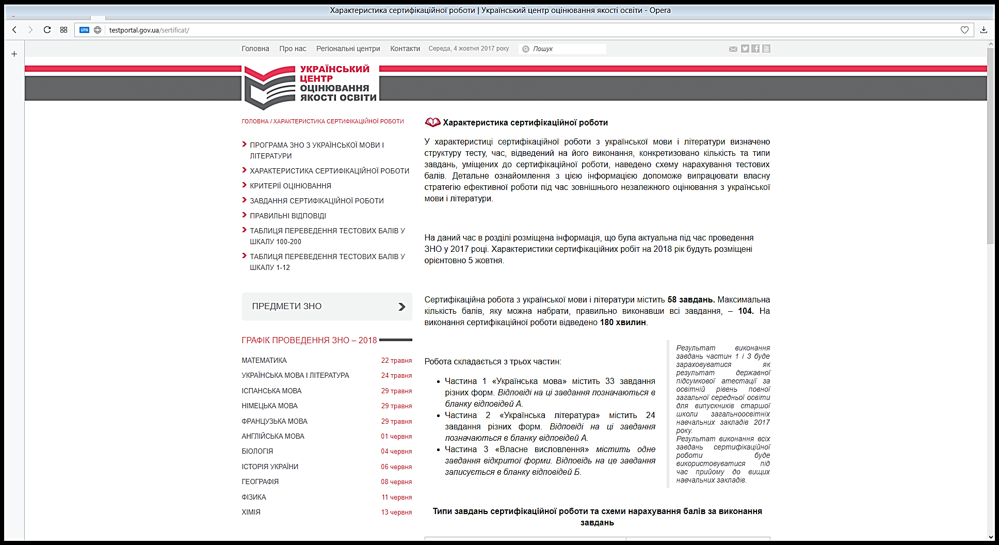 Характеристика сертифікаційної роботи | Український центр оцінювання якості освіти - Opera
VPN
testportal.gov.ua/sertificat/
Головна Про нас Регіональні центри Контакти Середа, 4 жовтня 2017 року Пошук
УКРАЇНСЬКИЙ
ЦЕНТР
ОЦІНЮВАННЯ
ЯКОСТІ ОСВІТИ
ГОЛОВНА / ХАРАКТЕРИСТИКА СЕРТИФІКАЦІЙНОЇ РОБОТИ
ПРОГРАМА ЗНО З УКРАЇНСЬКОЇ МОВИ І
ЛІТЕРАТУРИ
ХАРАКТЕРИСТИКА СЕРТИФІКАЦІЙНОЇ РОБОТИ
КРИТЕРІЇ ОЦІНЮВАННЯ
ЗАВДАННЯ СЕРТИФІКАЦІЙНОЇ РОБОТИ
ПРАВИЛЬНІ ВІДПОВІДІ
ТАБЛИЦЯ ПЕРЕВЕДЕННЯ ТЕСТОВИХ БАЛІВ У
ШКАЛУ 100-200
ТАБЛИЦЯ ПЕРЕВЕДЕННЯ ТЕСТОВИХ БАЛІВ У
ШКАЛУ 1-12
ПРЕДМЕТИ ЗНО
ГРАФІК ПРОВЕДЕННЯ ЗНО – 2018
МАТЕМАТИКА 22 травня
УКРАЇНСЬКА МОВА І ЛІТЕРАТУРА 24 травня
ІСПАНСЬКА МОВА 29 травня
НІМЕЦЬКА МОВА 29 травня
ФРАНЦУЗЬКА МОВА 29 травня
АНГЛІЙСЬКА МОВА 01 червня
БІОЛОГІЯ 04 червня
ІСТОРІЯ УКРАЇНИ 06 червня
ГЕОГРАФІЯ 08 червня
ФІЗИКА 11 червня
ХІМІЯ 13 червня
Характеристика сертифікаційної роботи
У характеристиці сертифікаційної роботи з української мови і літератури визначено
структуру тесту, час, відведений на його виконання, конкретизовано кількість та типи
завдань, уміщених до сертифікаційної роботи, наведено схему нарахування тестових
балів. Детальне ознайомлення з цією інформацією допоможе випрацювати власну
стратегію ефективної роботи під час зовнішнього незалежного оцінювання з української
мови і літератури.
На даний час в розділі розміщена інформація, що була актуальна під час проведення
ЗНО у 2017 році. Характеристики сертифікаційних робіт на 2018 рік будуть розміщені
орієнтовно 5 жовтня.
Сертифікаційна робота з української мови і літератури містить 58 завдань. Максимальна
кількість балів, яку можна набрати, правильно виконавши всі завдання, – 104. На
виконання сертифікаційної роботи відведено 180 хвилин.
Робота складається з трьох частин:
• Частина 1 «Українська мова» містить 33 завдання
різних форм. Відповіді на ці завдання позначаються в
бланку відповідей А.
• Частина 2 «Українська література» містить 24
завдання різних форм. Відповіді на ці завдання
позначаються в бланку відповідей А.
• Частина 3 «Власне висловлення» містить одне
завдання відкритої форми. Відповідь на це завдання
записується в бланку відповідей Б.
Результат виконання
завдань частин 1 і 3 буде
зараховуватися як
результат державної
підсумкової атестації за
освітній рівень повної
загальної середньої освіти
для випускників старшої
школи загальноосвітніх
навчальних закладів 2017
року.
Результат виконання всіх
завдань сертифікаційної
роботи буде
використовуватися під
час прийому до вищих
навчальних закладів.
Типи завдань сертифікаційної роботи та схеми нарахування балів за виконання
завдань